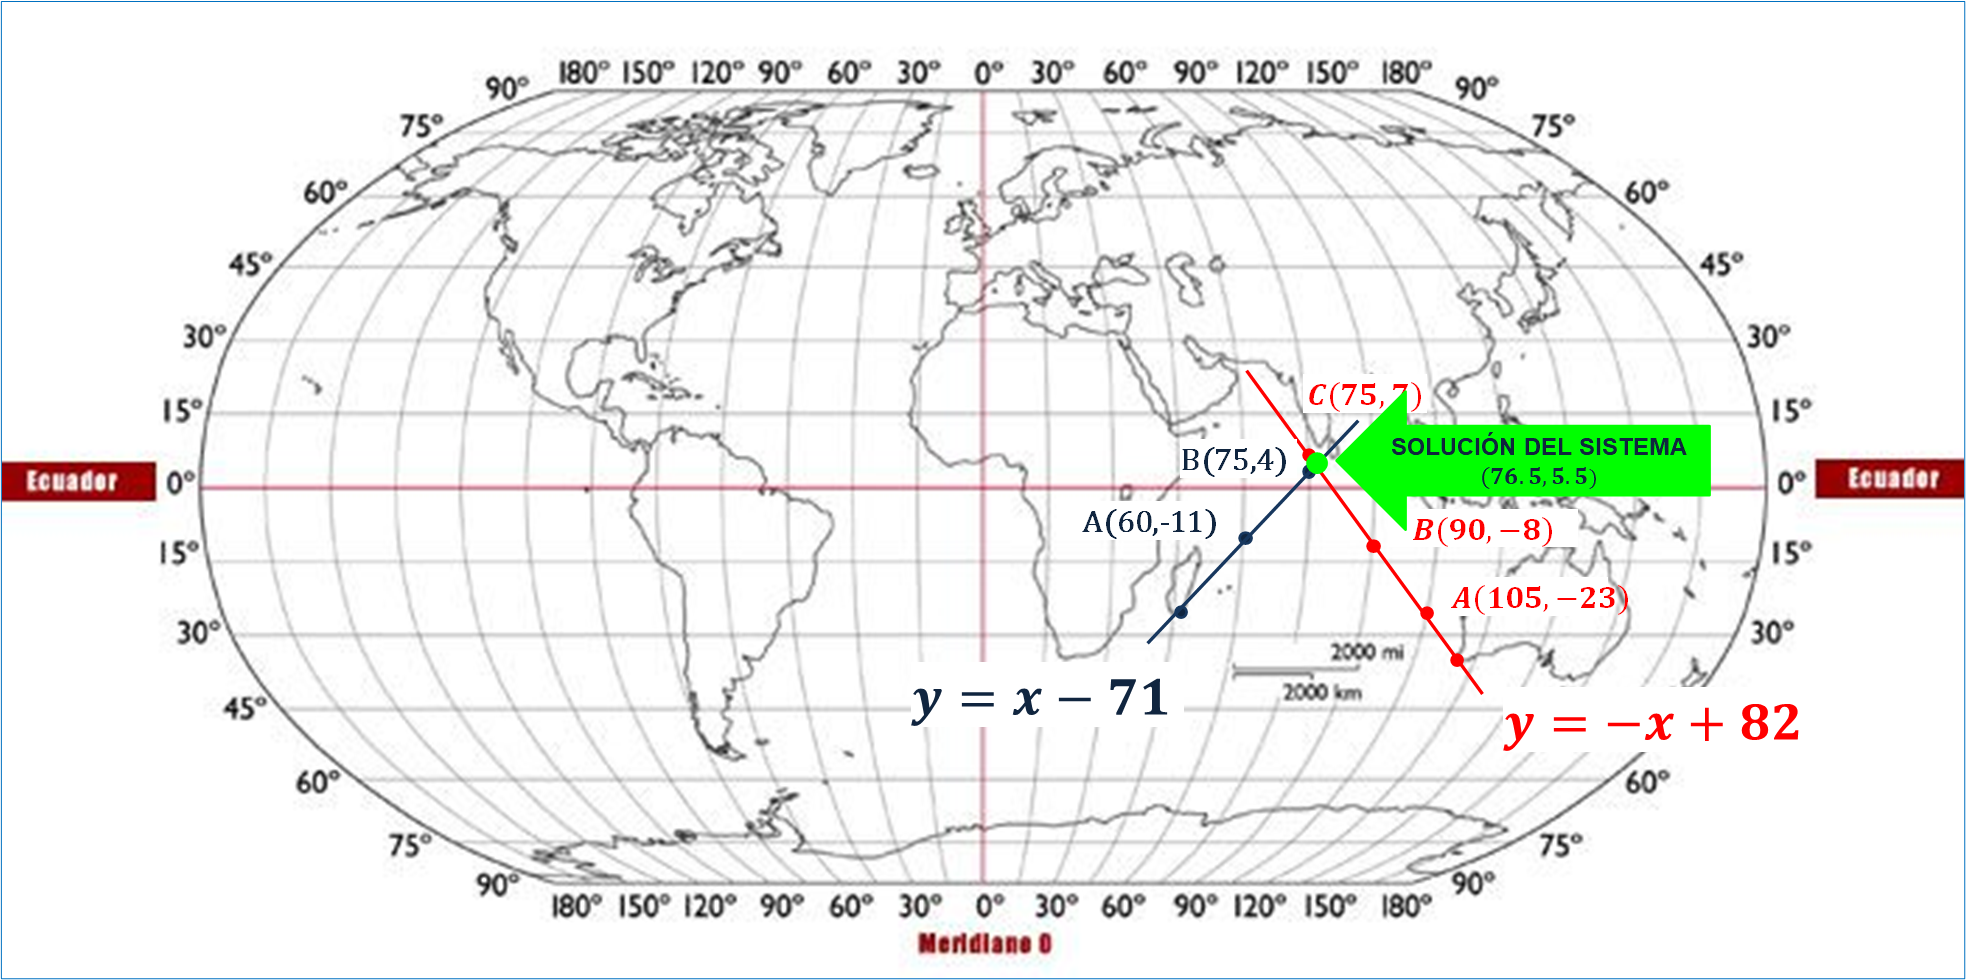 180° 150° 120° 90° 60° 30° 0° 30° 60° 90° 120° 150° 180°
90° 90°
75° 75°
60° 60°
45° 45°
30° 30°
C(75, 7)
15° 15°
SOLUCIÓN DEL SISTEMA
(76.5, 5.5)
B(75,4)
Ecuador 0° 0° Ecuador
A(60,-11)
B(90, −8)
15° 15°
A(105, −23)
30° 30°
2000 mi
2000 km
y = x − 71
45°
y = −x + 82
60° 60°
75° 75°
90° 90°
180° 150° 120° 90° 60° 30° 0° 30° 60° 90° 120° 150° 180°
Meridiano 0